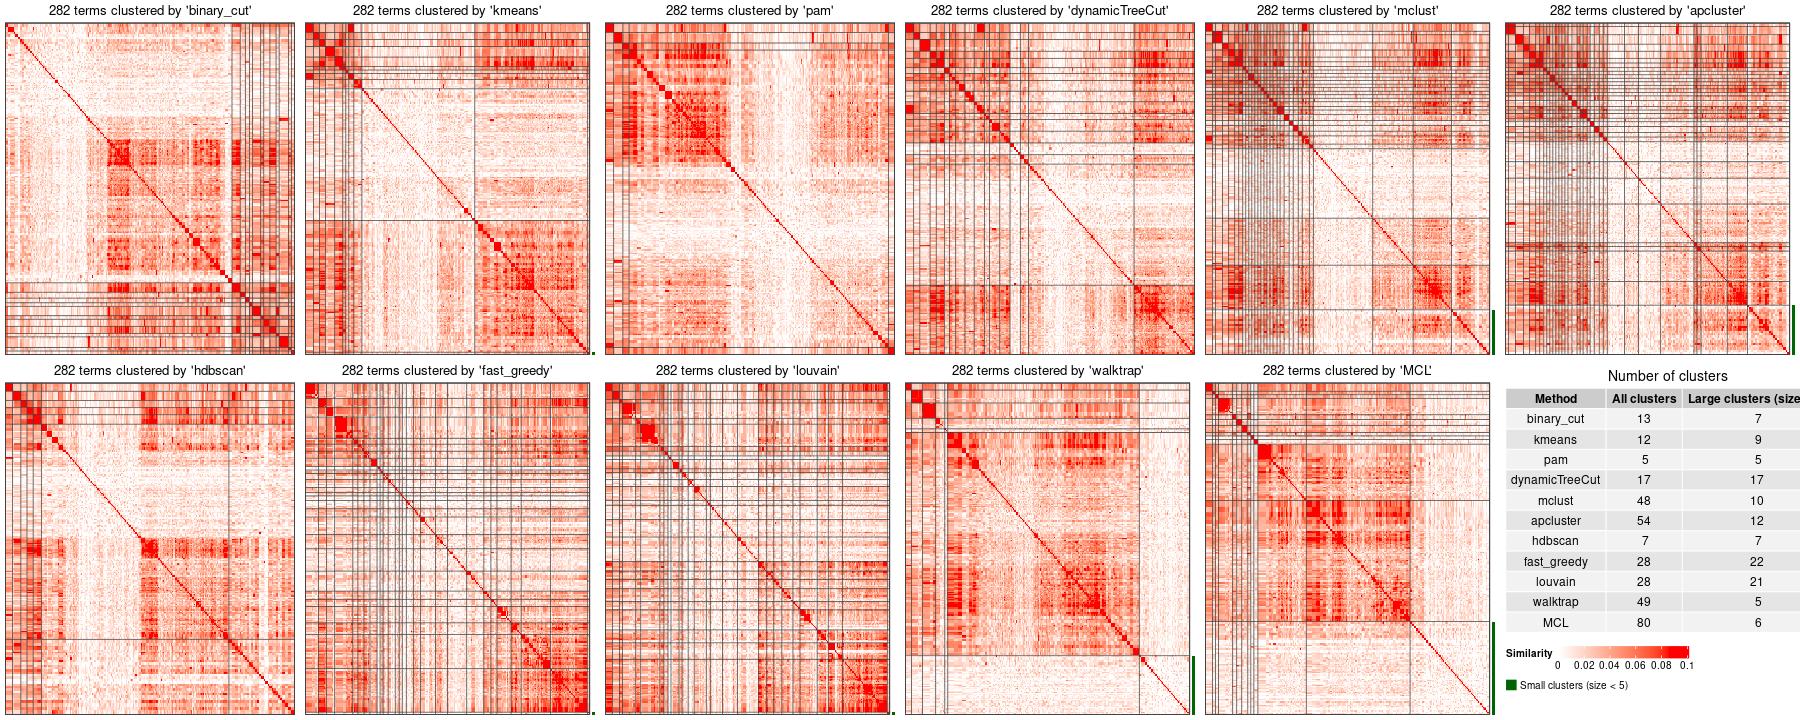 282 terms clustered by 'binary_cut'
282 terms clustered by 'kmeans'
282 terms clustered by 'pam'
282 terms clustered by 'dynamicTreeCut'
282 terms clustered by 'mclust'
282 terms clustered by 'apcluster'
282 terms clustered by 'hdbscan'
282 terms clustered by 'fast_greedy'
282 terms clustered by 'louvain'
282 terms clustered by 'walktrap'
282 terms clustered by 'MCL'
Number of clusters
Method All clusters Large clusters (size
binary_cut 13 7
kmeans 12 9
pam 5 5
dynamicTreeCut 17 17
mclust 48 10
apcluster 54 12
hdbscan 7 7
fast_greedy 28 22
louvain 28 21
walktrap 49 5
MCL 80 6
Similarity
0 0.02 0.04 0.06 0.08 0.1
Small clusters (size < 5)